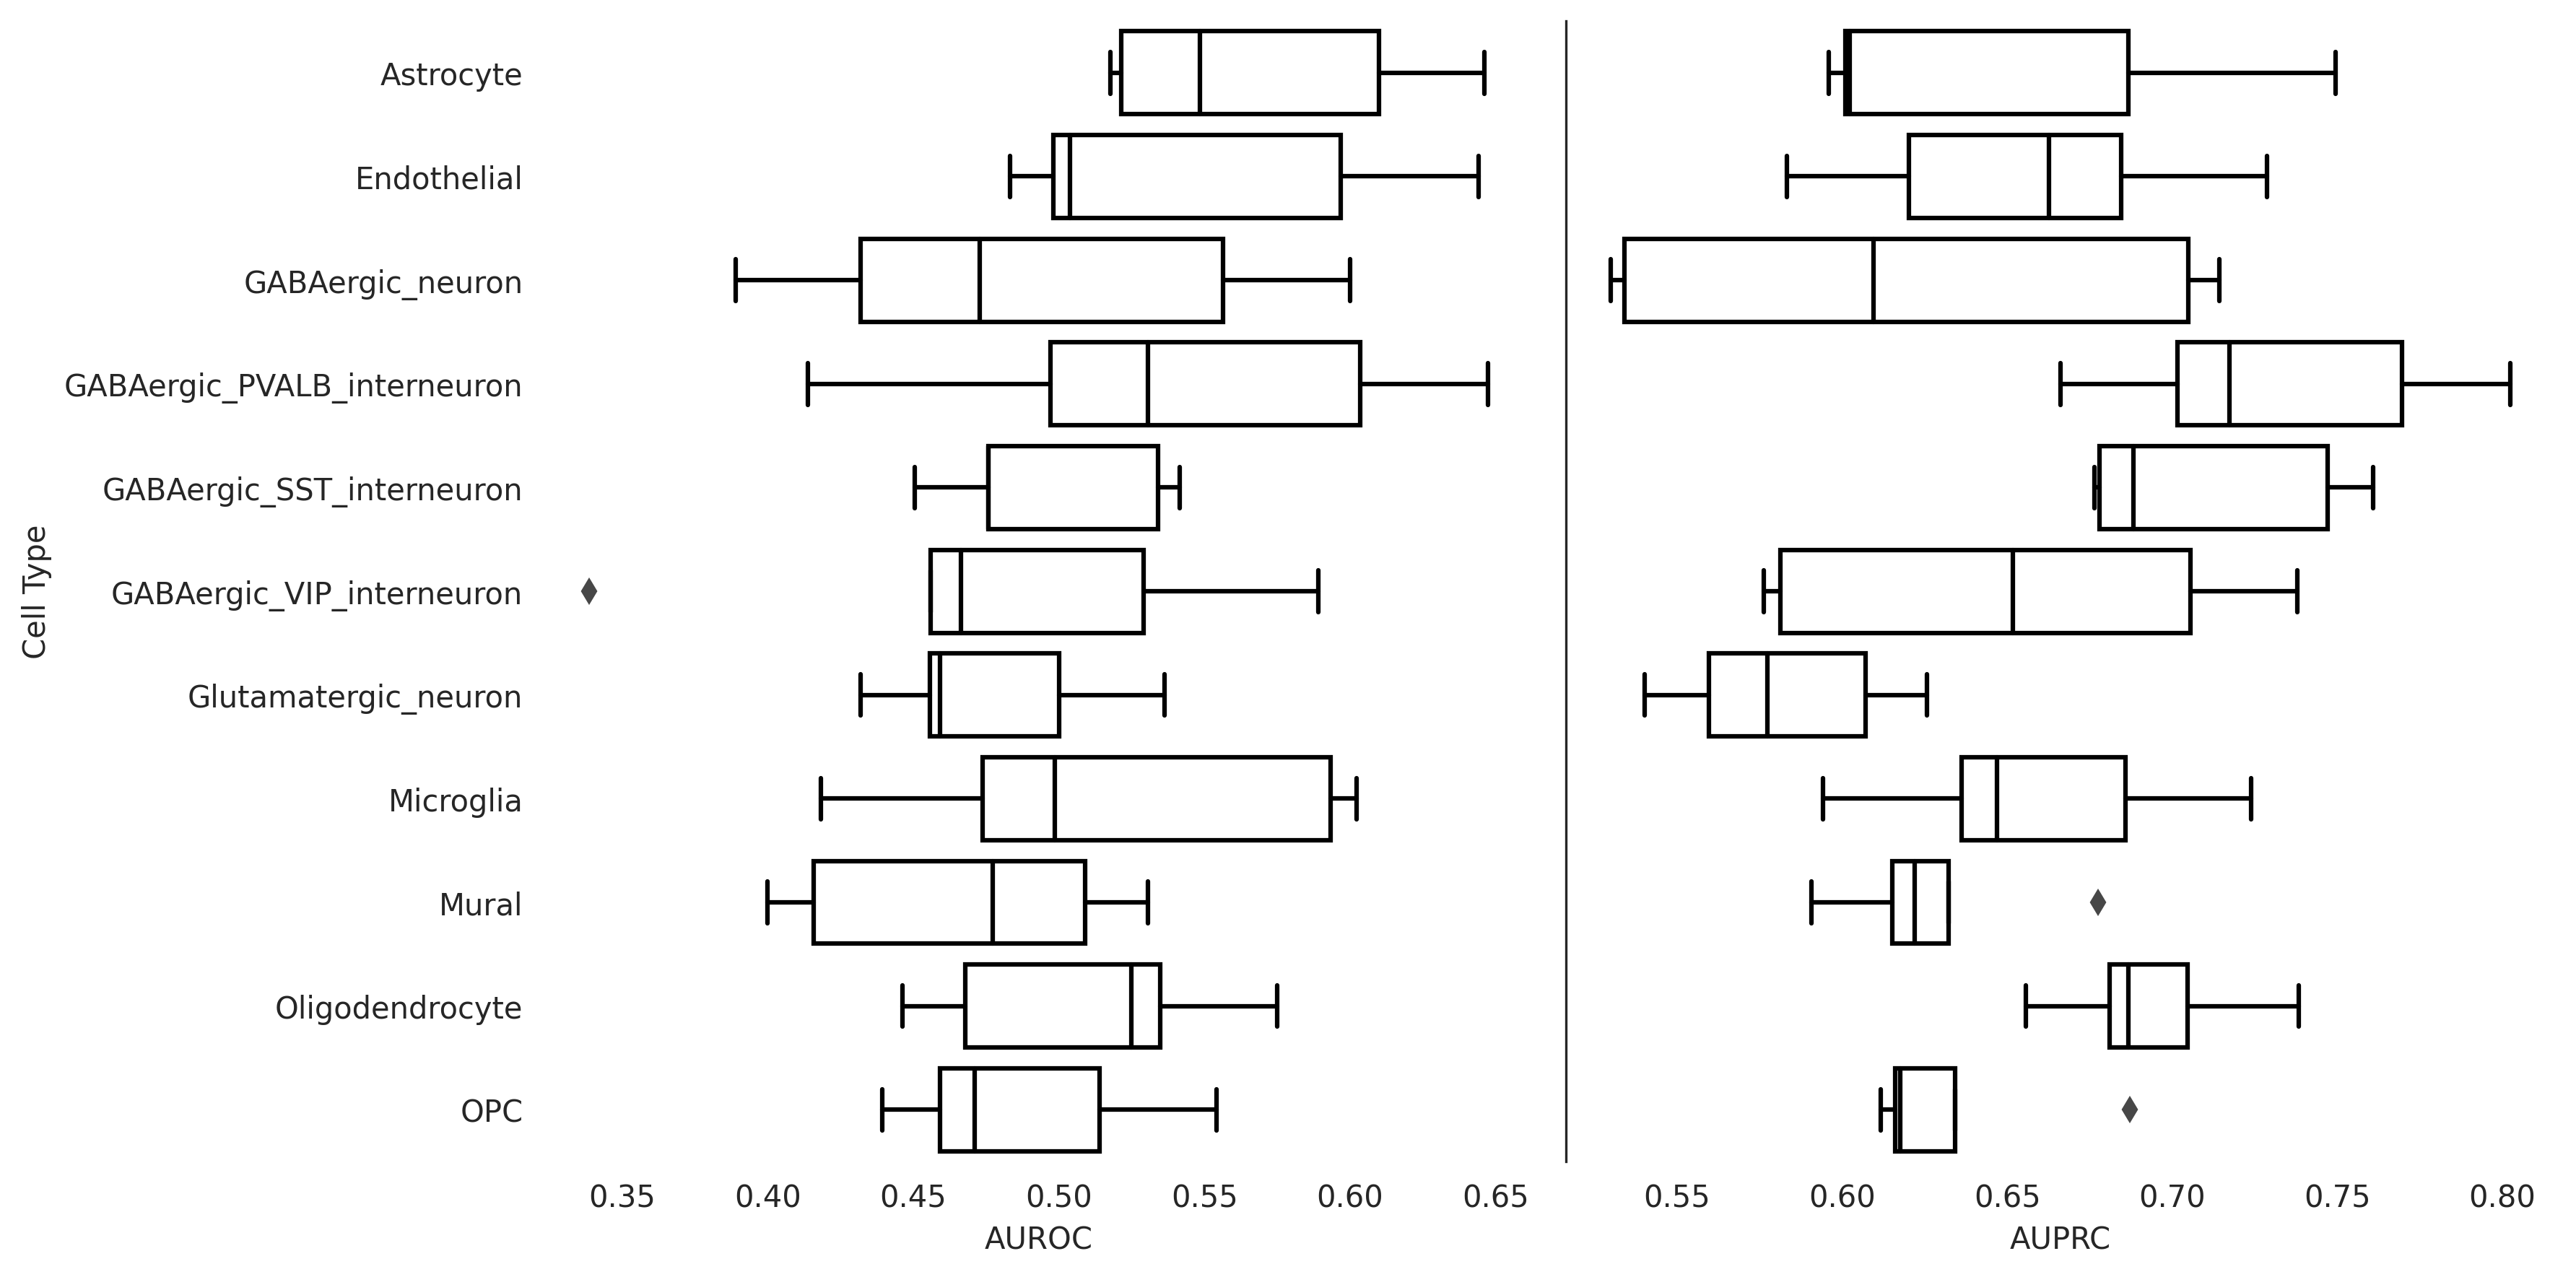 Cell Type
Astrocyte
Endothelial
GABAergic_neuron
GABAergic_PVALB_interneuron
GABAergic_SST_interneuron
GABAergic_VIP_interneuron
Glutamatergic_neuron
Microglia
Mural
Oligodendrocyte
OPC
0.35 0.40 0.45 0.50 0.55 0.60 0.65
AUROC
0.55 0.60 0.65 0.70 0.75 0.80
AUPRC